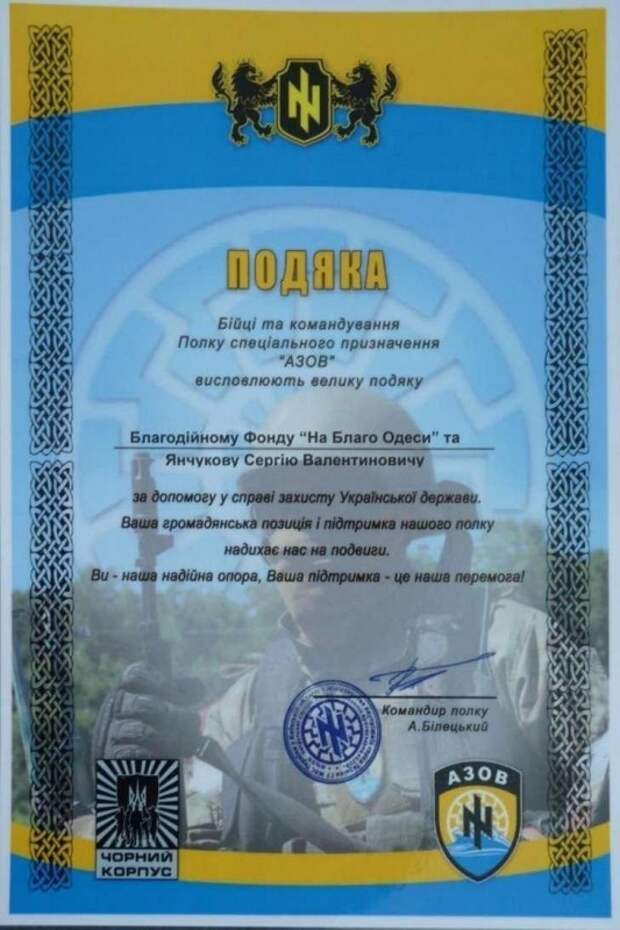 ПОДЯКА
Бійці та командування
Полку спеціального призначення
"АЗОВ"
висловлюють велику подяку
Благодійному Фонду “На Благо Одеси” та
Янчукову Сергію Валентиновичу
за допомогу у справі захисту Української держави.
Ваша громадянська позиція і підтримка нашого полку
надихає нас на подвиги.
Ви - наша надійна опора, Ваша підтримка - це наша перемога!
Командир полку
А.Білецький
ЧОРНИЙ
КОРПУС
АЗОВ